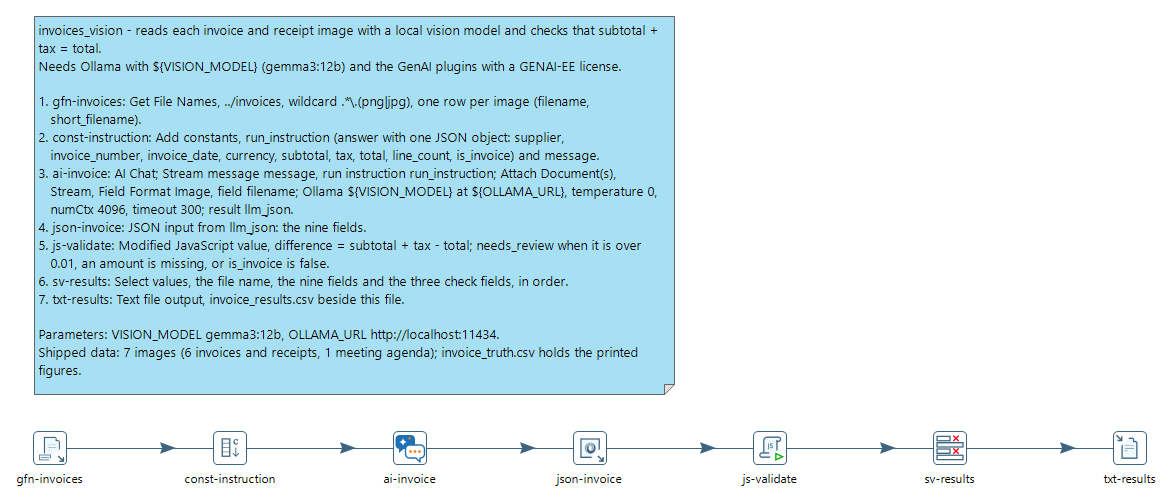 invoices_vision - reads each invoice and receipt image with a local vision model and checks that subtotal +
tax = total.
Needs Ollama with ${VISION_MODEL} (gemma3:12b) and the GenAI plugins with a GENAI-EE license.
1. gfn-invoices: Get File Names, ../invoices, wildcard .*\.(png|jpg), one row per image (filename,
short_filename).
2. const-instruction: Add constants, run_instruction (answer with one JSON object: supplier,
invoice_number, invoice_date, currency, subtotal, tax, total, line_count, is_invoice) and message.
3. ai-invoice: AI Chat; Stream message message, run instruction run_instruction; Attach Document(s),
Stream, Field Format Image, field filename; Ollama ${VISION_MODEL} at ${OLLAMA_URL}, temperature 0,
numCtx 4096, timeout 300; result llm_json.
4. json-invoice: JSON input from llm_json: the nine fields.
5. js-validate: Modified JavaScript value, difference = subtotal + tax - total; needs_review when it is over
0.01, an amount is missing, or is_invoice is false.
6. sv-results: Select values, the file name, the nine fields and the three check fields, in order.
7. txt-results: Text file output, invoice_results.csv beside this file.
Parameters: VISION_MODEL gemma3:12b, OLLAMA_URL http://localhost:11434.
Shipped data: 7 images (6 invoices and receipts, 1 meeting agenda); invoice_truth.csv holds the printed
figures.
gfn-invoices
const-instruction
ai-invoice
json-invoice
js-validate
sv-results
txt-results